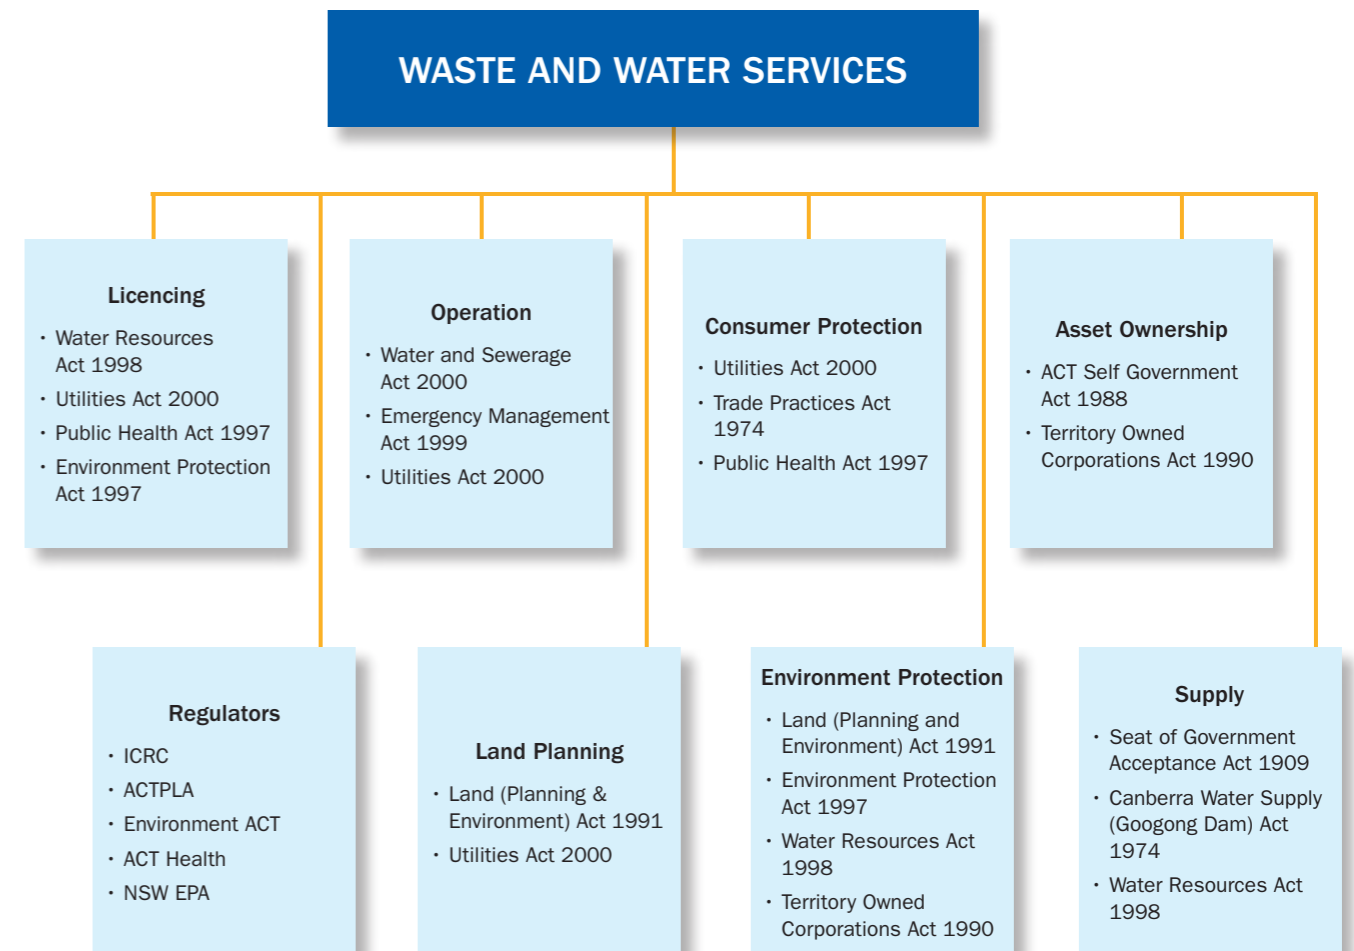 WASTE AND WATER SERVICES
Licencing
· Water Resources
Act 1998
· Utilities Act 2000
· Public Health Act 1997
· Environment Protection
Act 1997
Operation
· Water and Sewerage
Act 2000
· Emergency Management
Act 1999
· Utilities Act 2000
Consumer Protection
· Utilities Act 2000
· Trade Practices Act
1974
· Public Health Act 1997
Asset Ownership
· ACT Self Government
Act 1988
· Territory Owned
Corporations Act 1990
Regulators
· ICRC
· ACTPLA
· Environment ACT
· ACT Health
· NSW EPA
Land Planning
· Land (Planning &
Environment) Act 1991
· Utilities Act 2000
Environment Protection
· Land (Planning and
Environment) Act 1991
· Environment Protection
Act 1997
· Water Resources Act
1998
· Territory Owned
Corporations Act 1990
Supply
· Seat of Government
Acceptance Act 1909
· Canberra Water Supply
(Googong Dam) Act
1974
· Water Resources Act
1998